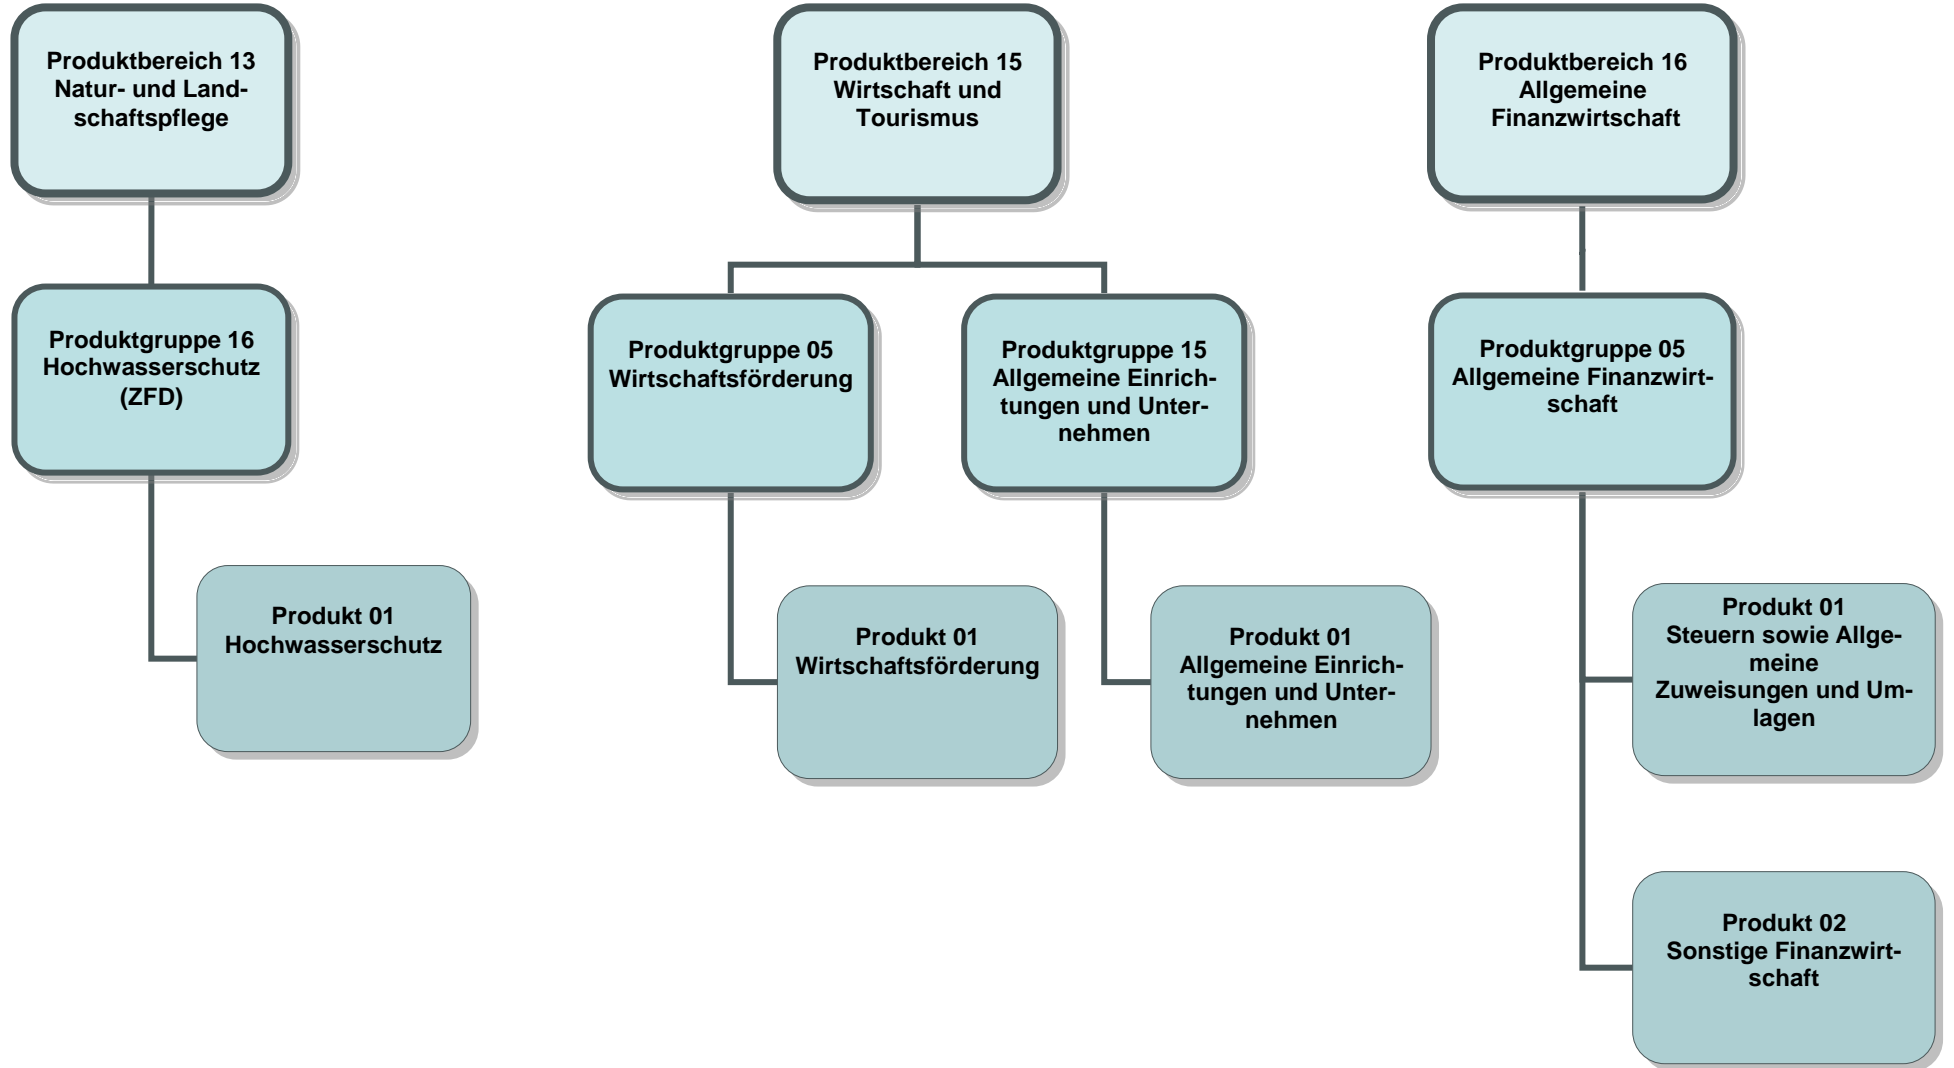 Produktbereich 13
Natur- und Land-
schaftspflege
Produktbereich 15
Wirtschaft und
Tourismus
Produktbereich 16
Allgemeine
Finanzwirtschaft
Produktgruppe 16
Hochwasserschutz
(ZFD)
Produktgruppe 05
Wirtschaftsförderung
Produktgruppe 15
Allgemeine Einrich-
tungen und Unter-
nehmen
Produktgruppe 05
Allgemeine Finanzwirt-
schaft
Produkt 01
Hochwasserschutz
Produkt 01
Wirtschaftsförderung
Produkt 01
Allgemeine Einrich-
tungen und Unter-
nehmen
Produkt 01
Steuern sowie Allge-
meine
Zuweisungen und Um-
lagen
Produkt 02
Sonstige Finanzwirt-
schaft